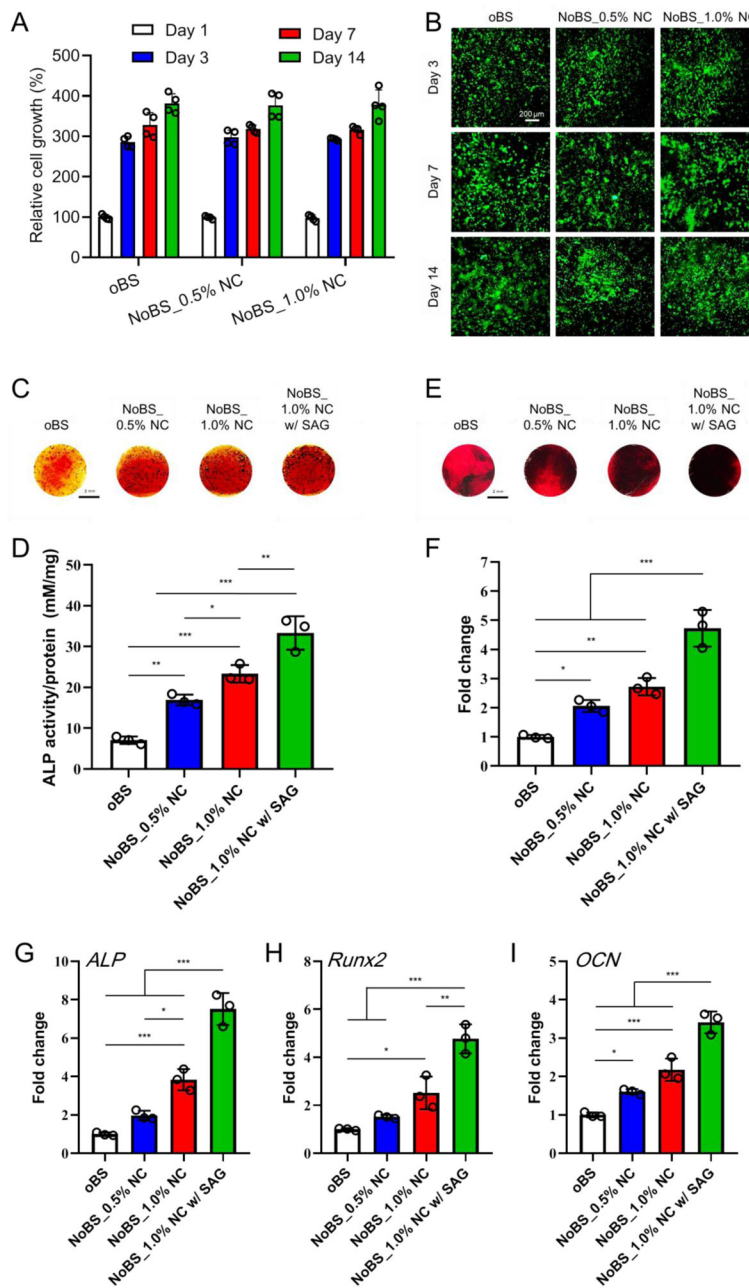 A
Day 1
Day 7
Day 3
Day 14
Relative cell growth (%)
500
400
300
200
100
0
oBS
NoBS_0.5% NC
NoBS_1.0% NC
B
oBS
NoBS_0.5% NC
NoBS_1.0% NC
Day 3
200 μm
Day 7
Day 14
C
oBS
NoBS_
0.5% NC
NoBS_
1.0% NC
NoBS_
1.0% NC
w/ SAG
2 mm
E
oBS
NoBS_
0.5% NC
NoBS_
1.0% NC
NoBS_
1.0% NC
w/ SAG
2 mm
D
ALP activity/protein (mM/mg)
50
40
30
20
10
0
**
***
*
***
**
oBS
NoBS_0.5% NC
NoBS_1.0% NC
NoBS_1.0% NC w/ SAG
F
Fold change
7
6
5
4
3
2
1
0
***
**
*
oBS
NoBS_0.5% NC
NoBS_1.0% NC
NoBS_1.0% NC w/ SAG
G
ALP
Fold change
10
8
6
4
2
0
***
*
***
oBS
NoBS_0.5% NC
NoBS_1.0% NC
NoBS_1.0% NC w/ SAG
H
Runx2
Fold change
8
6
4
2
0
***
**
*
oBS
NoBS_0.5% NC
NoBS_1.0% NC
NoBS_1.0% NC w/ SAG
I
OCN
Fold change
5
4
3
2
1
0
***
***
*
oBS
NoBS_0.5% NC
NoBS_1.0% NC
NoBS_1.0% NC w/ SAG